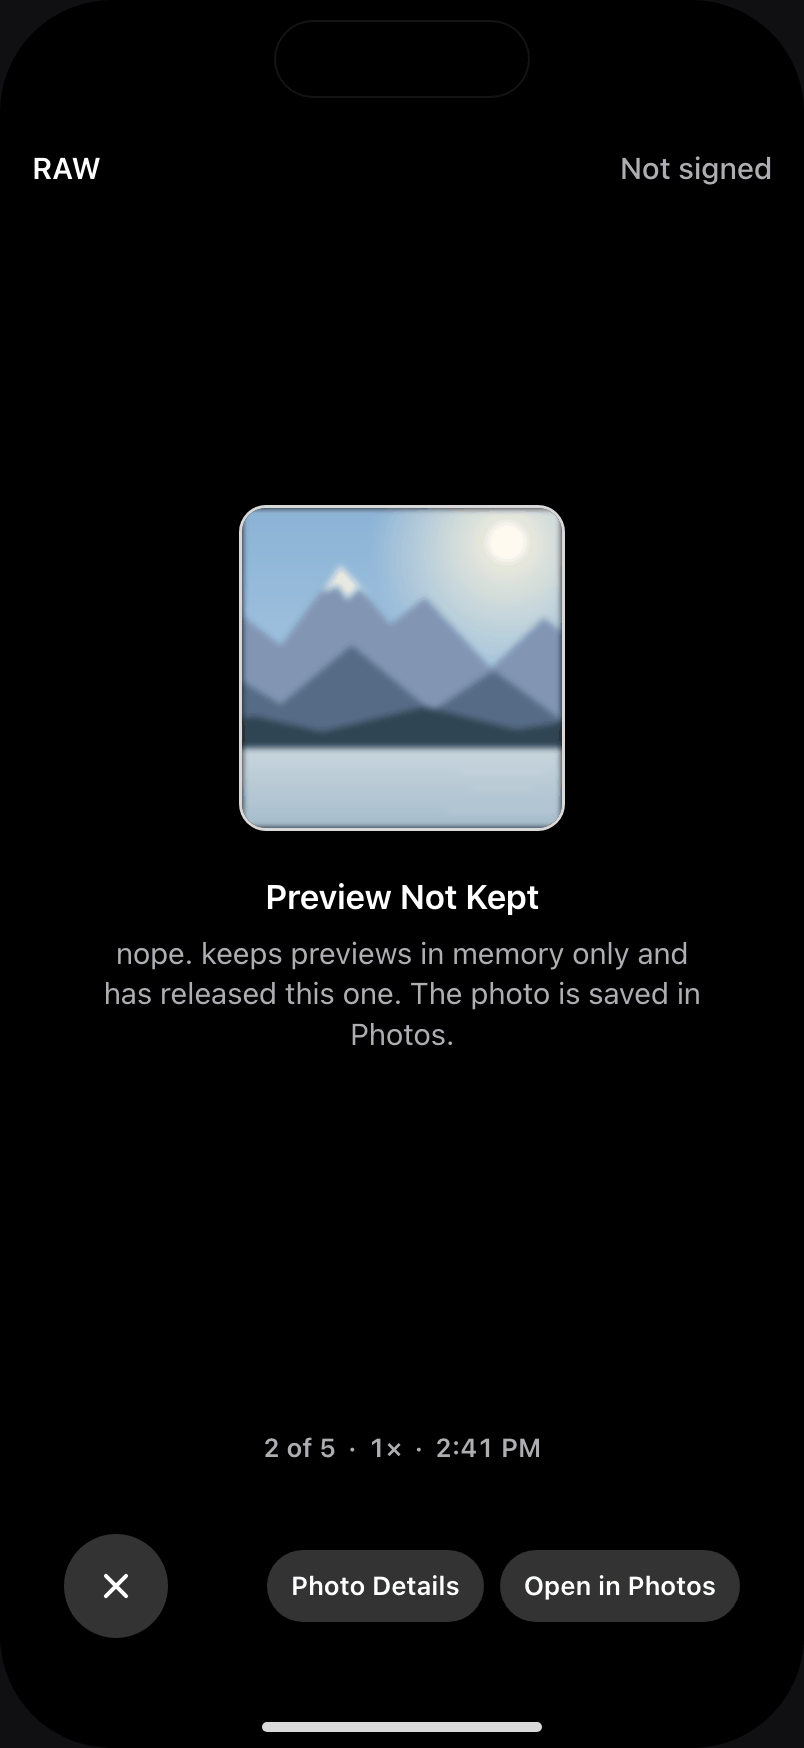 RAW
Not signed
Preview Not Kept
nope. keeps previews in memory only and
has released this one. The photo is saved in
Photos.
2 of 5 · 1× · 2:41 PM
Photo Details
Open in Photos